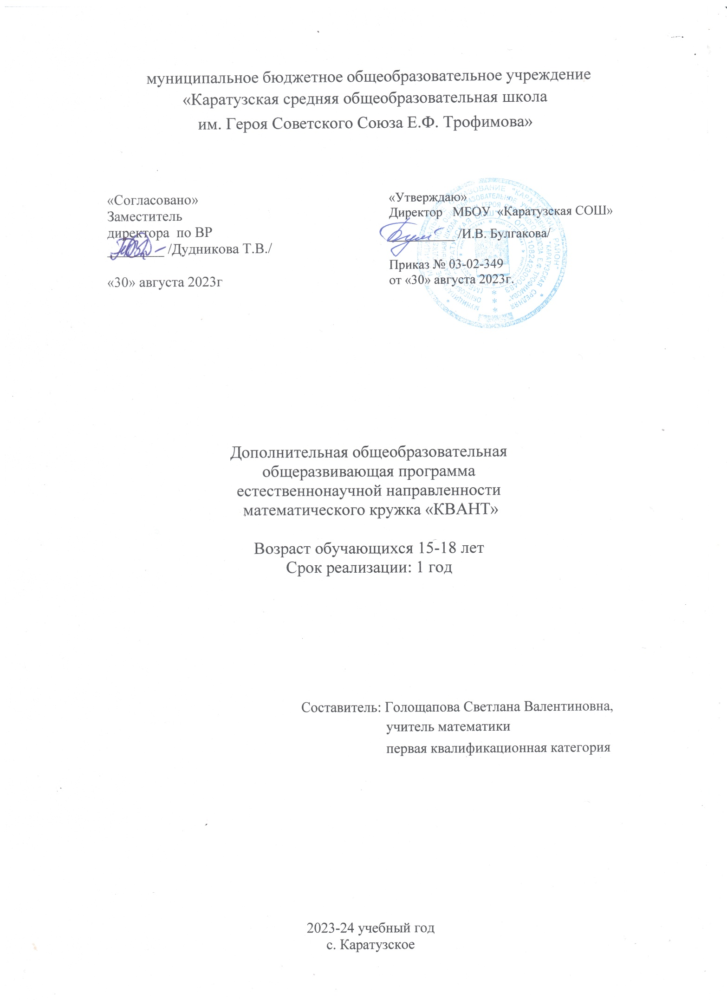 муниципальное бюджетное общеобразовательное учреждение
«Каратузская средняя общеобразовательная школа
им. Героя Советского Союза Е.Ф. Трофимова»
«Согласовано»
Заместитель
директора по ВР
________ /Дудникова Т.В./
«30» августа 2023г
«Утверждаю»
Директор МБОУ «Каратузская СОШ»
_________ /И.В. Булгакова/
Приказ № 03-02-349
от «30» августа 2023г.
Дополнительная общеобразовательная
общеразвивающая программа
естественнонаучной направленности
математического кружка «КВАНТ»
Возраст обучающихся 15-18 лет
Срок реализации: 1 год
Составитель: Голощапова Светлана Валентиновна,
учитель математики
первая квалификационная категория
2023-24 учебный год
с. Каратузское